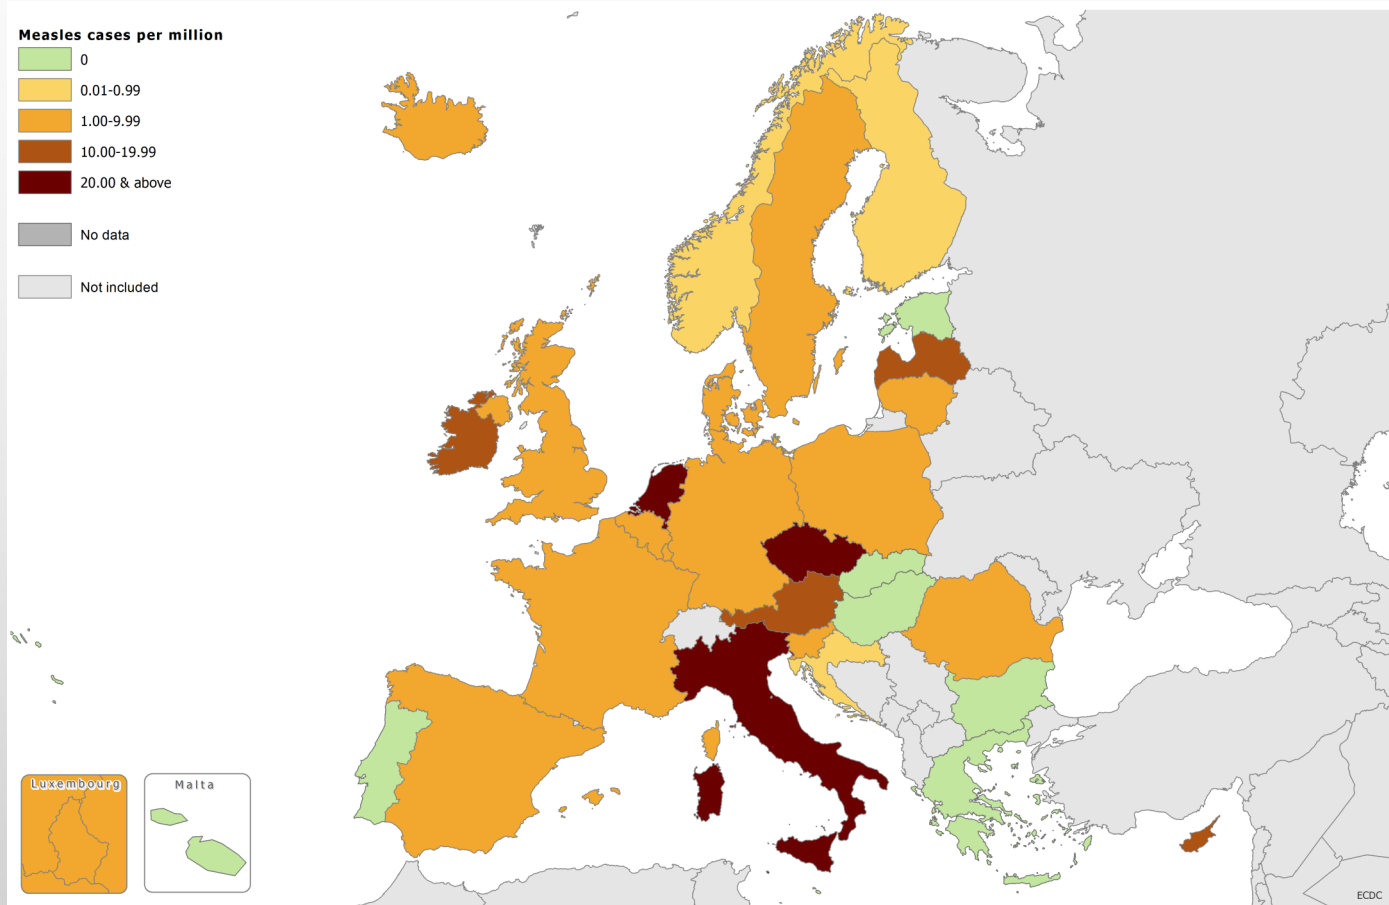 Measles cases per million
0
0.01-0.99
1.00-9.99
10.00-19.99
20.00 & above
No data
Not included
Luxembourg
Malta
ECDC